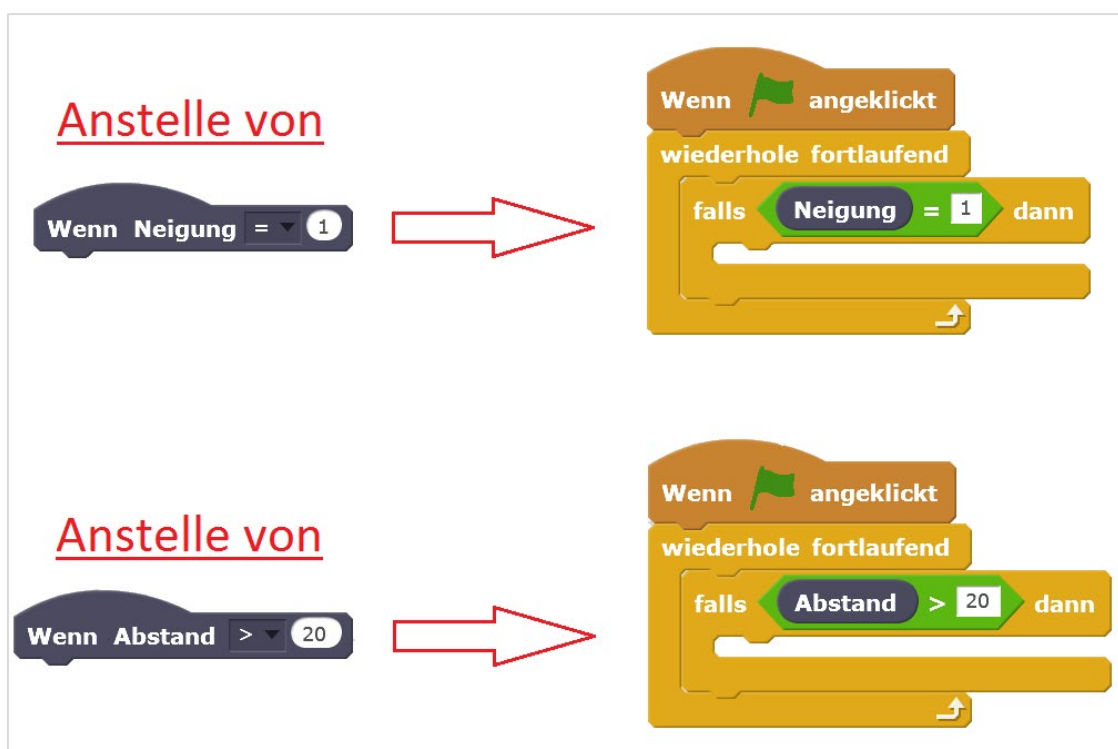 Anstelle von
Wenn Neigung = 1
Wenn angeklickt
wiederhole fortlaufend
falls Neigung = 1 dann
Anstelle von
Wenn Abstand > 20
Wenn angeklickt
wiederhole fortlaufend
falls Abstand > 20 dann